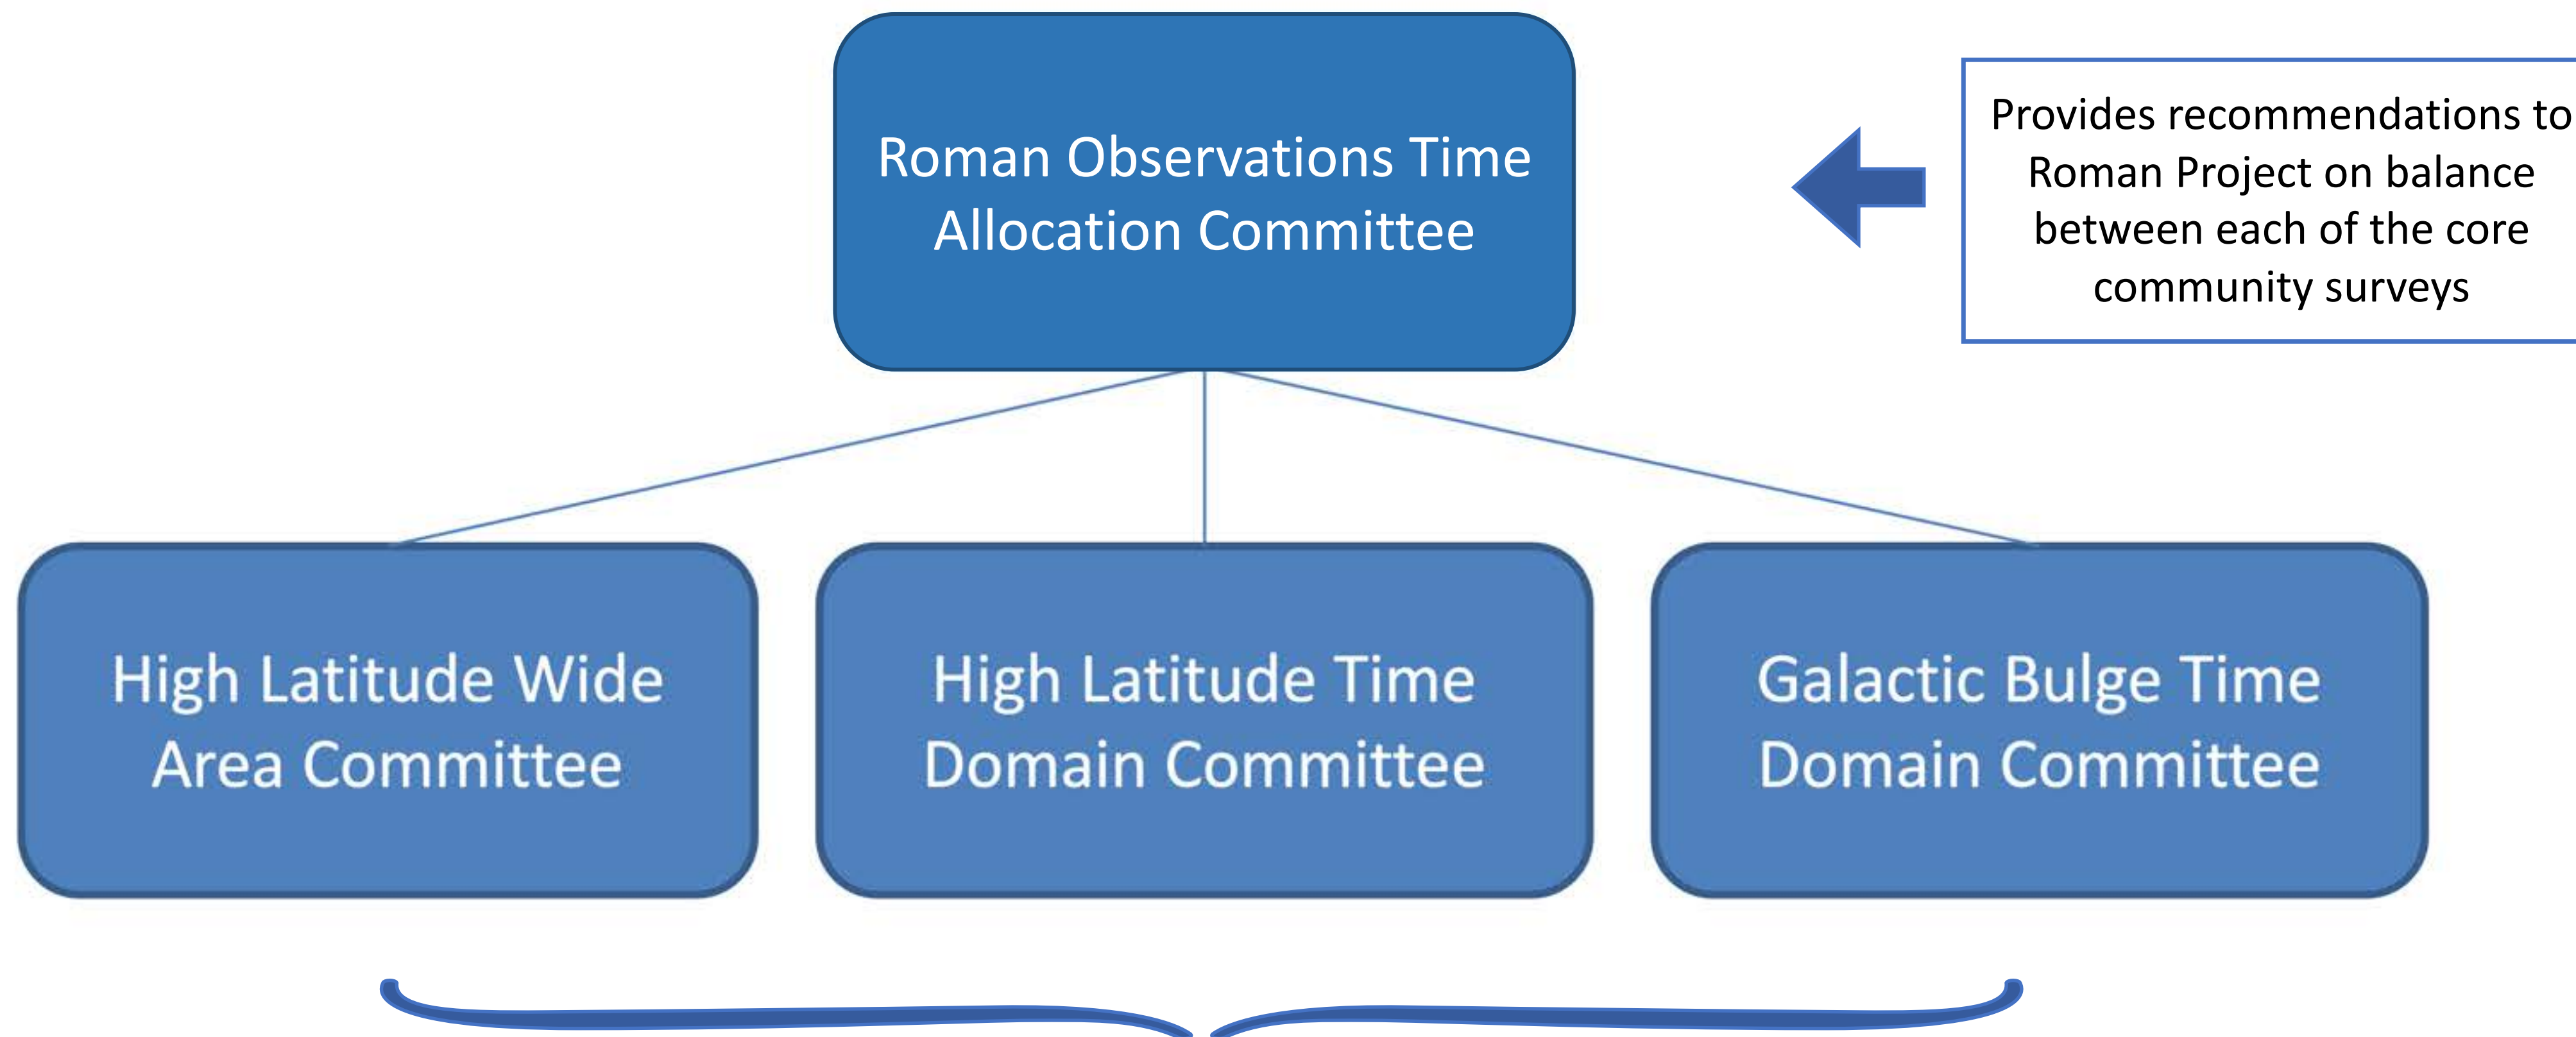 Roman Observations Time
Allocation Committee
Provides recommendations to
Roman Project on balance
between each of the core
community surveys
High Latitude Wide
Area Committee
High Latitude Time
Domain Committee
Galactic Bulge Time
Domain Committee